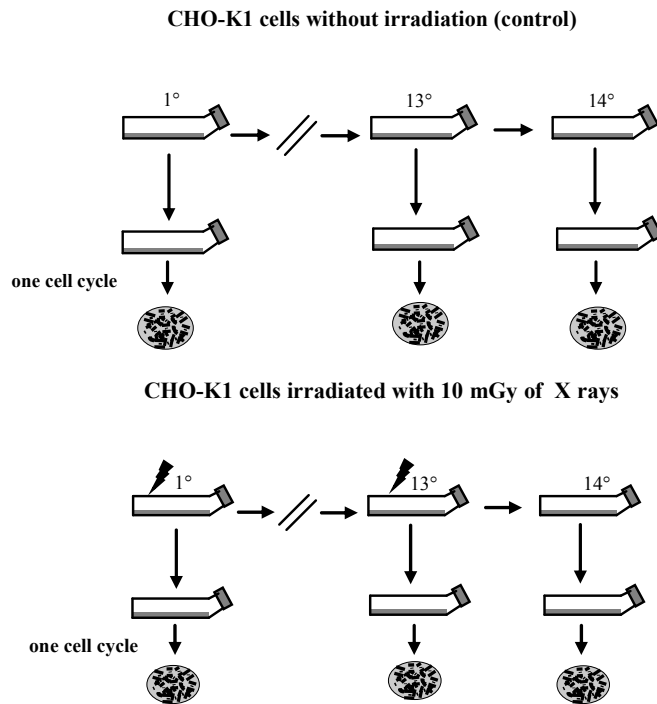 CHO-K1 cells without irradiation (control)
1° 13° 14°
one cell cycle
CHO-K1 cells irradiated with 10 mGy of X rays
1° 13° 14°
one cell cycle